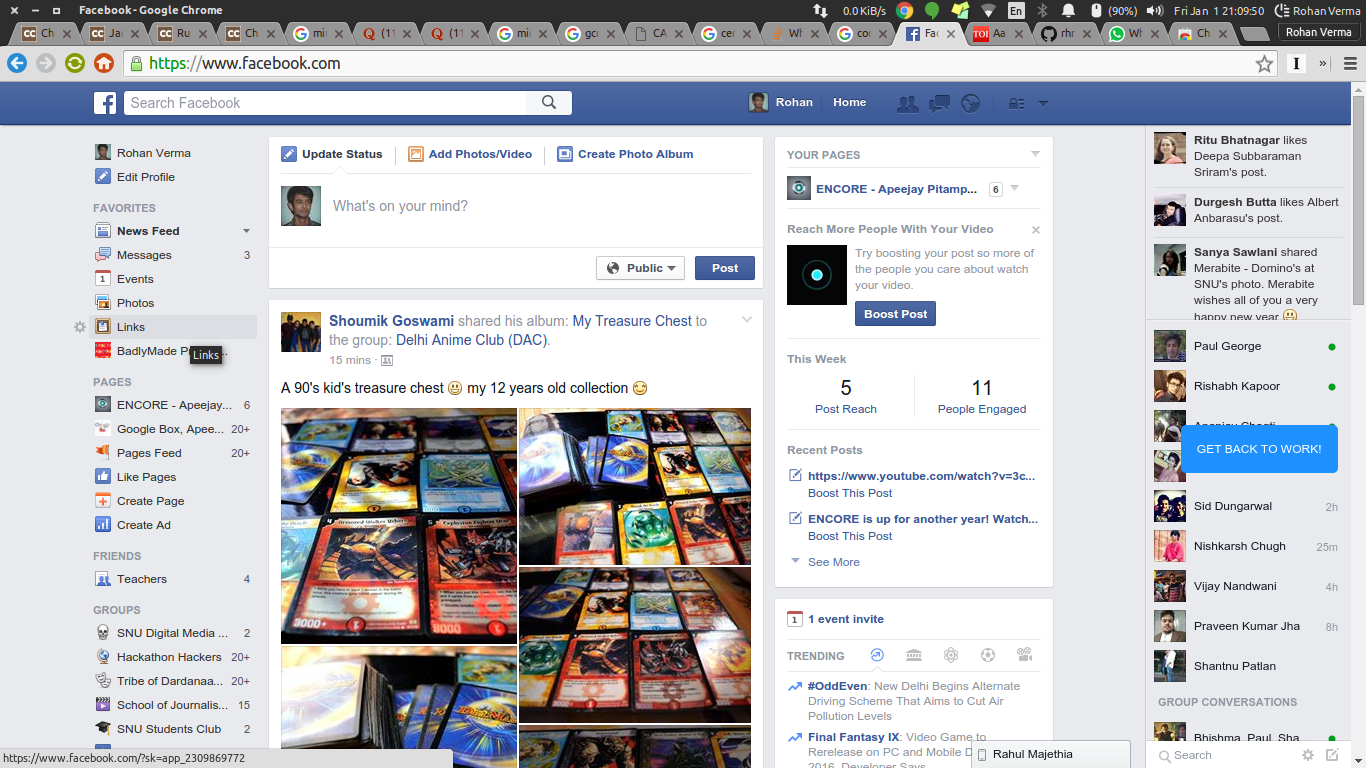 Facebook - Google Chrome
0.0 KiB/s
En
(90%)
Fri Jan 1 21:09:50
Rohan Verma
CC Ch
CC Jar
CC Ru
CC Ch
G mi
Q (11
Q (11
G mi
G gco
CA
G cer
Wh
G coo
Fac
TOI Aa
rhr
Wh
Ch
Rohan Verma
https://www.facebook.com
Search Facebook
Rohan
Home
Rohan Verma
Edit Profile
FAVORITES
News Feed
Messages 3
Events
Photos
Links
BadlyMade P
Links
PAGES
ENCORE - Apeejay... 6
Google Box, Apee... 20+
Pages Feed 20+
Like Pages
Create Page
Create Ad
FRIENDS
Teachers 4
GROUPS
SNU Digital Media ... 2
Hackathon Hackers 20+
Tribe of Dardanaa... 20+
School of Journalis... 15
SNU Students Club 2
https://www.facebook.com/?sk=app_2309869772
Update Status
Add Photos/Video
Create Photo Album
What's on your mind?
Public
Post
Shoumik Goswami shared his album: My Treasure Chest to
the group: Delhi Anime Club (DAC).
15 mins ·
A 90's kid's treasure chest 😃 my 12 years old collection 😊
YOUR PAGES
ENCORE - Apeejay Pitamp... 6
Reach More People With Your Video
Try boosting your post so more of
the people you care about watch
your video.
Boost Post
This Week
5
Post Reach
11
People Engaged
Recent Posts
https://www.youtube.com/watch?v=3c...
Boost This Post
ENCORE is up for another year! Watch...
Boost This Post
See More
1 1 event invite
TRENDING
#OddEven: New Delhi Begins Alternate
Driving Scheme That Aims to Cut Air
Pollution Levels
Final Fantasy IX: Video Game to
Rerelease on PC and Mobile D
2016, Developer Says
Rahul Majethia
Ritu Bhatnagar likes
Deepa Subbaraman
Sriram's post.
Durgesh Butta likes Albert
Anbarasu's post.
Sanya Sawlani shared
Merabite - Domino's at
SNU's photo. Merabite
wishes all of you a very
happy new year 😃
Paul George
Rishabh Kapoor
GET BACK TO WORK!
Sid Dungarwal 2h
Nishkarsh Chugh 25m
Vijay Nandwani 4h
Praveen Kumar Jha 8h
Shantnu Patlan
GROUP CONVERSATIONS
Bhishma, Paul, Sha...
Search